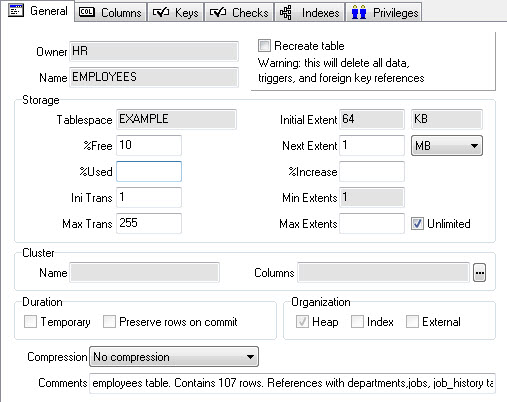 General Columns Keys Checks Indexes Privileges
Owner HR
Recreate table
Name EMPLOYEES
Warning: this will delete all data,
triggers, and foreign key references
Storage
Tablespace EXAMPLE Initial Extent 64 KB
%Free 10 Next Extent 1 MB
%Used %Increase
Ini Trans 1 Min Extents 1
Max Trans 255 Max Extents Unlimited
Cluster
Name Columns ...
Duration Organization
Temporary Preserve rows on commit Heap Index External
Compression No compression
Comments employees table. Contains 107 rows. References with departments,jobs, job_history ta